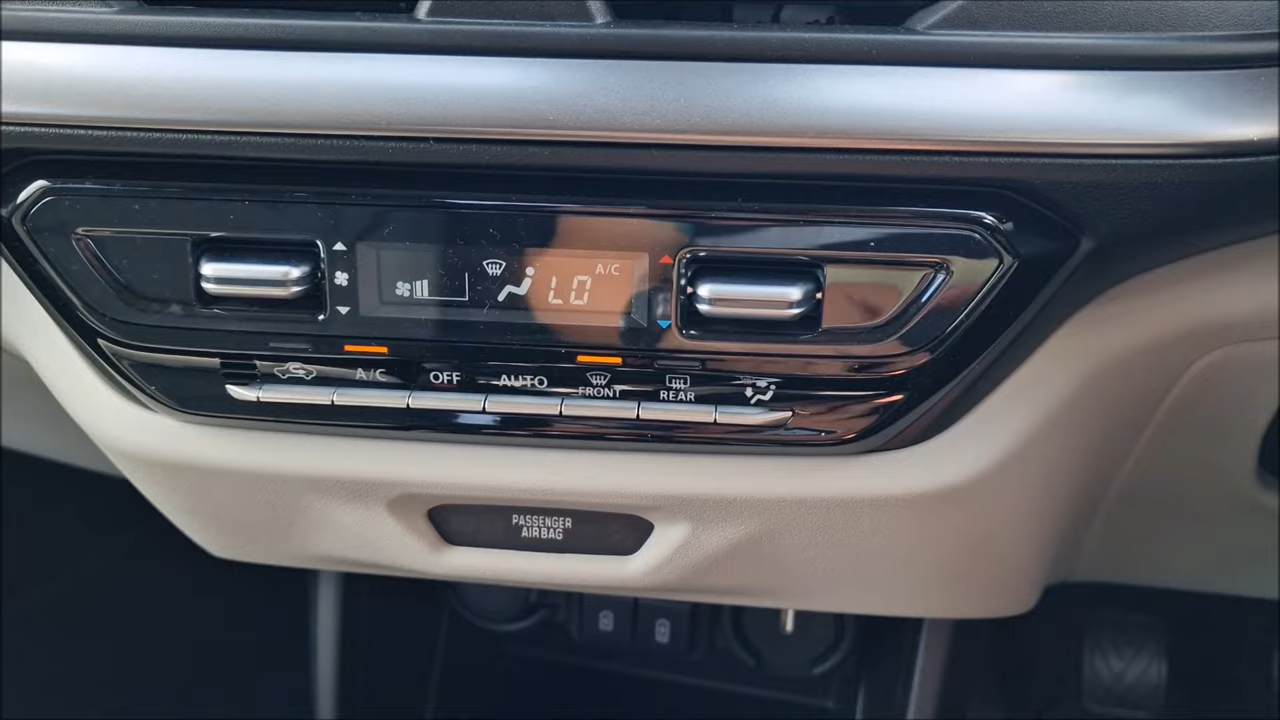 A/C
LO
A/C
OFF
AUTO
FRONT
REAR
PASSENGER
AIRBAG